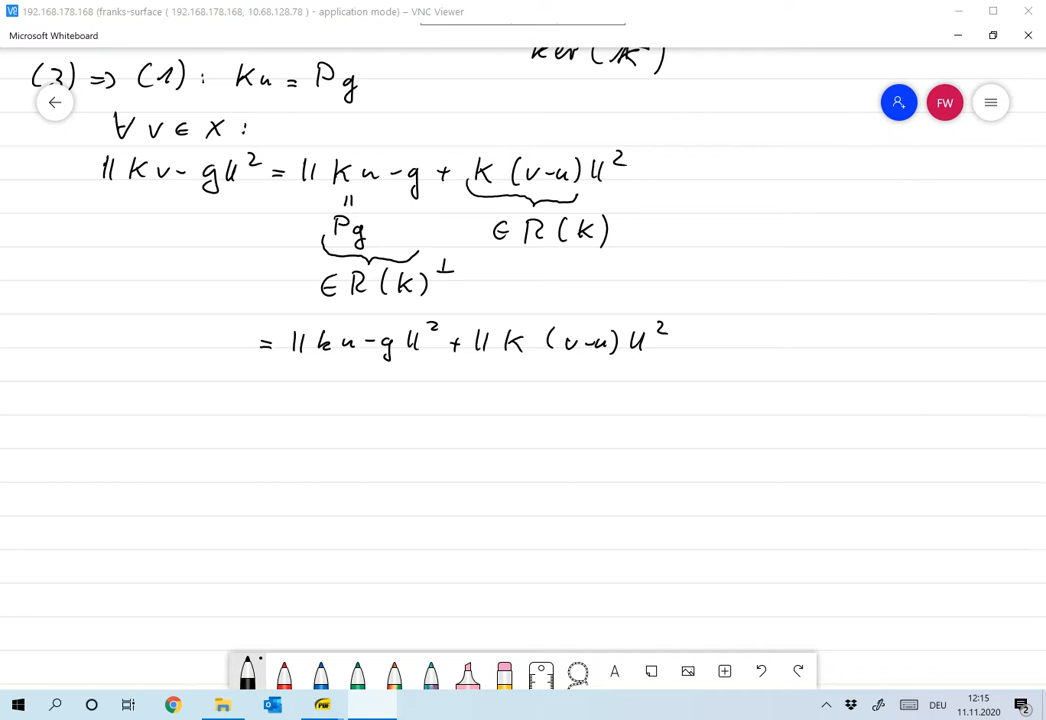 192.168.178.168 (franks-surface ( 192.168.178.168, 10.68.128.78 ) - application mode) – VNC Viewer
Microsoft Whiteboard
(3) => (1) : Ku = Pg
∀ v ∈ X :
||Kv - g||² = ||Ku - g + K(v-u)||²
||
Pg
∈ R(K)
∈ R(K)^⊥
= ||Ku - g||² + ||K(v-u)||²
FW
A
DEU
12:15
11.11.2020
2